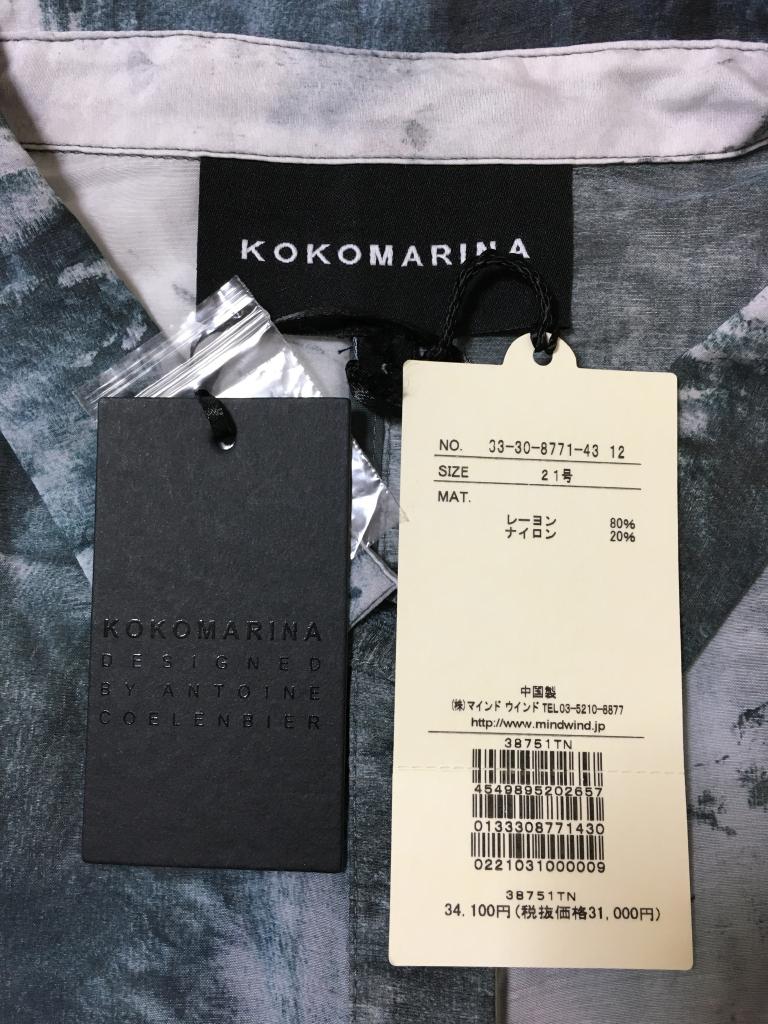 KOKOMARINA
KOKOMARINA
DESIGNED
BY ANTOINE
COELENBIER
NO. 33-30-8771-43 12
SIZE 21号
MAT.
レーヨン 80%
ナイロン 20%
中国製
(株)マインド ウインド TEL03-5210-8877
http://www.mindwind.jp
38751TN
4549895202657
0133308771430
0221031000009
38751TN
34,100円(税抜価格31,000円)